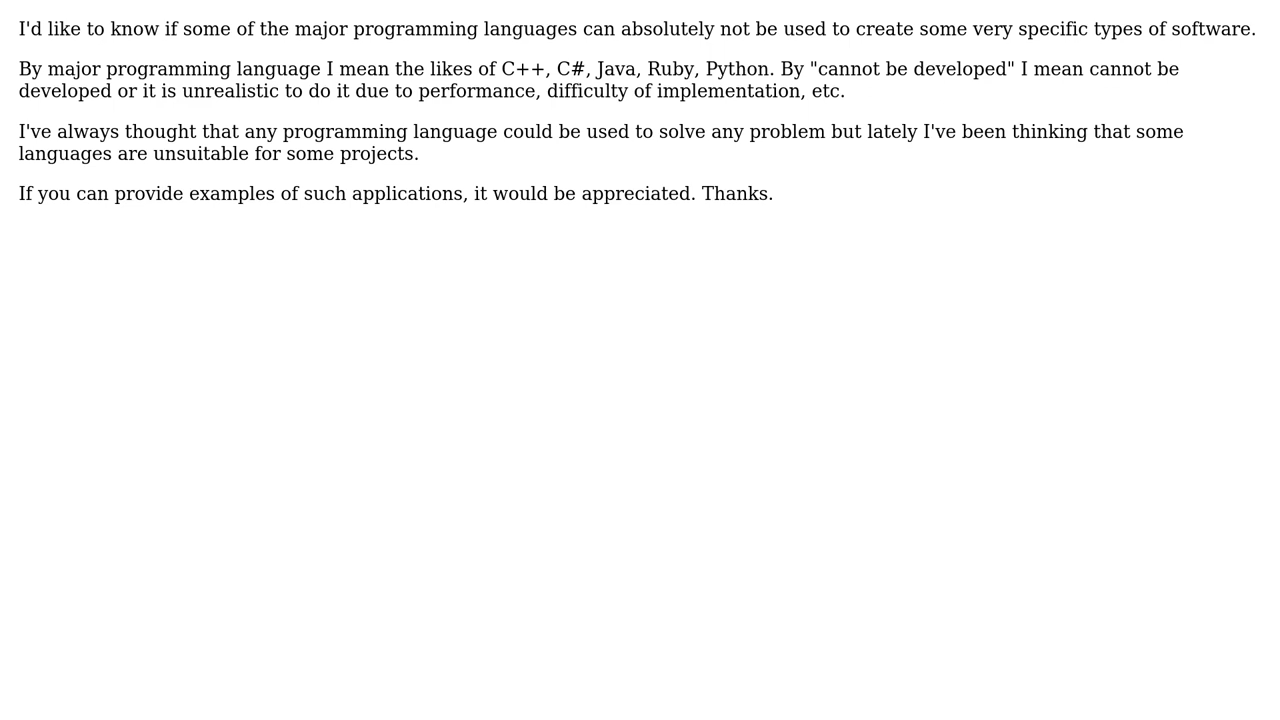 I'd like to know if some of the major programming languages can absolutely not be used to create some very specific types of software.
By major programming language I mean the likes of C++, C#, Java, Ruby, Python. By "cannot be developed" I mean cannot be
developed or it is unrealistic to do it due to performance, difficulty of implementation, etc.
I've always thought that any programming language could be used to solve any problem but lately I've been thinking that some
languages are unsuitable for some projects.
If you can provide examples of such applications, it would be appreciated. Thanks.